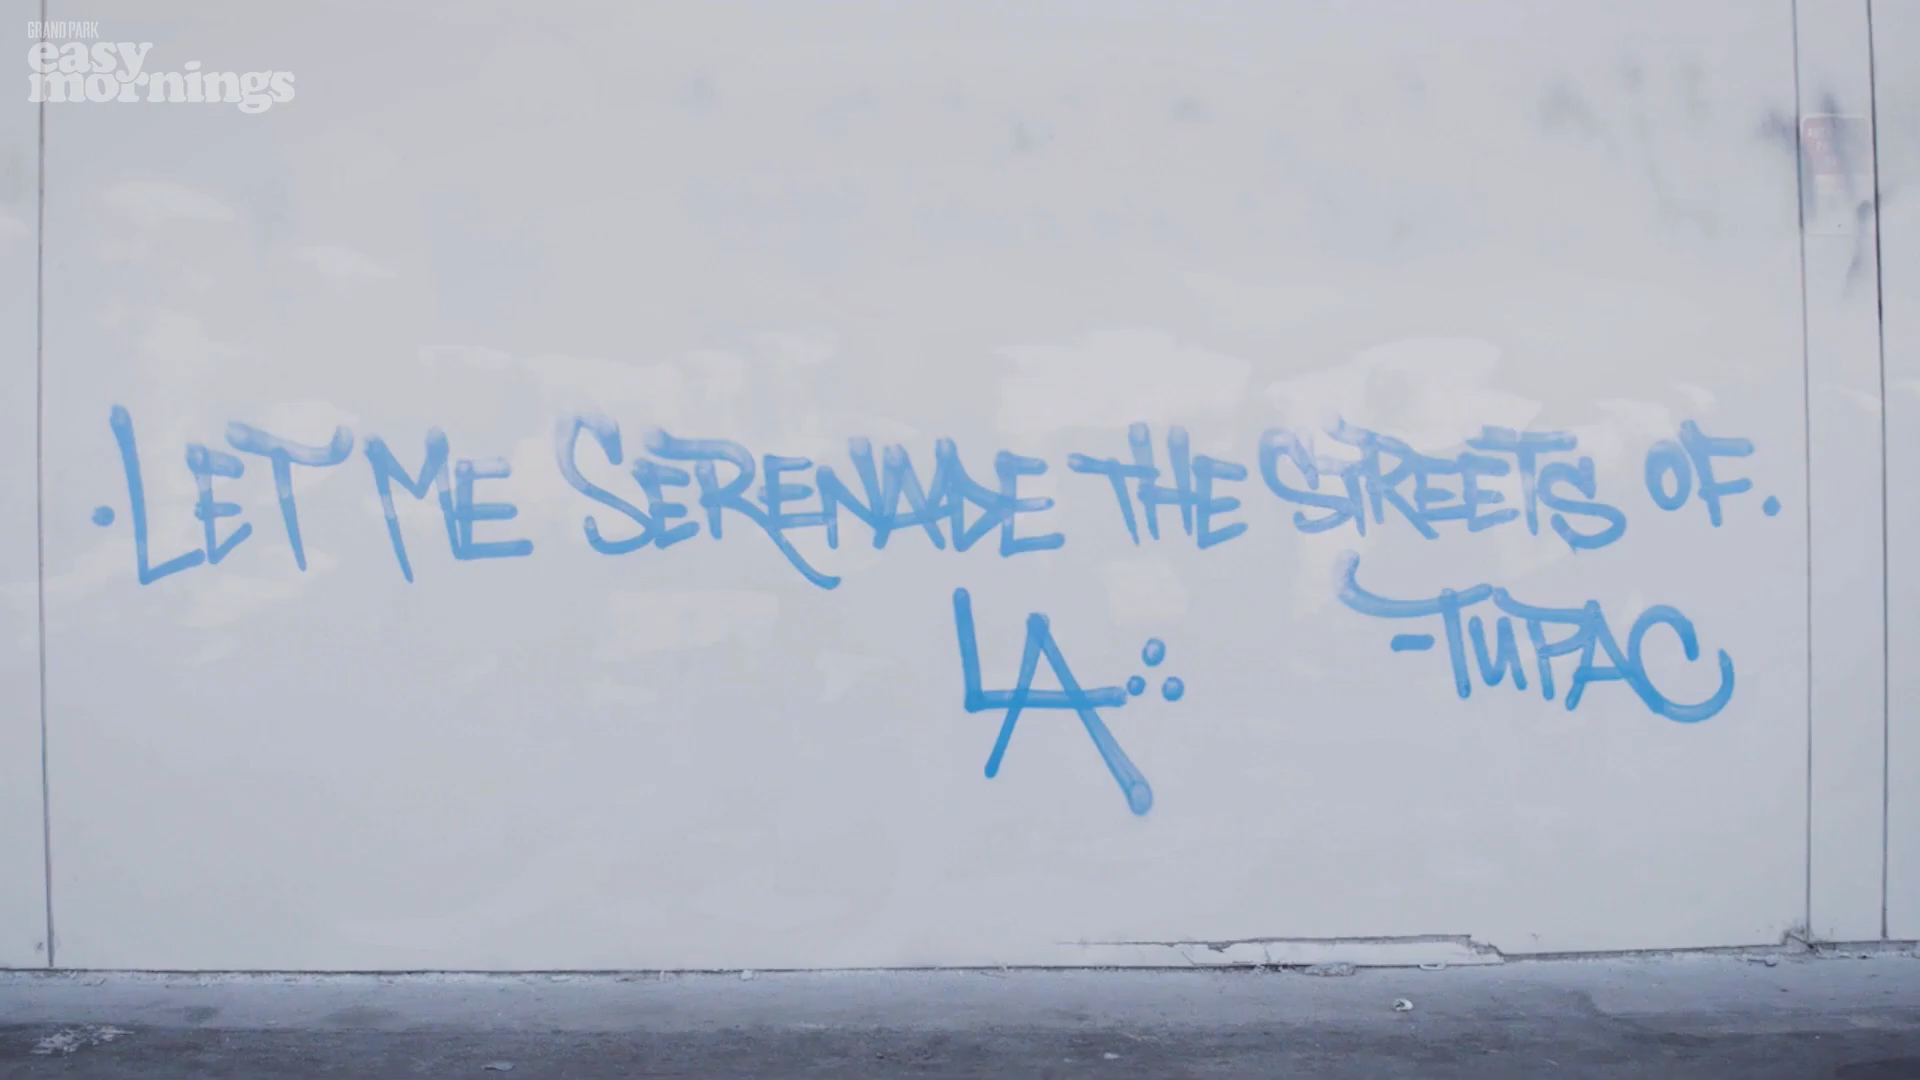 GRAND PARK
easy
mornings
.LET ME SERENADE THE STREETS OF.
LA
-TUPAC